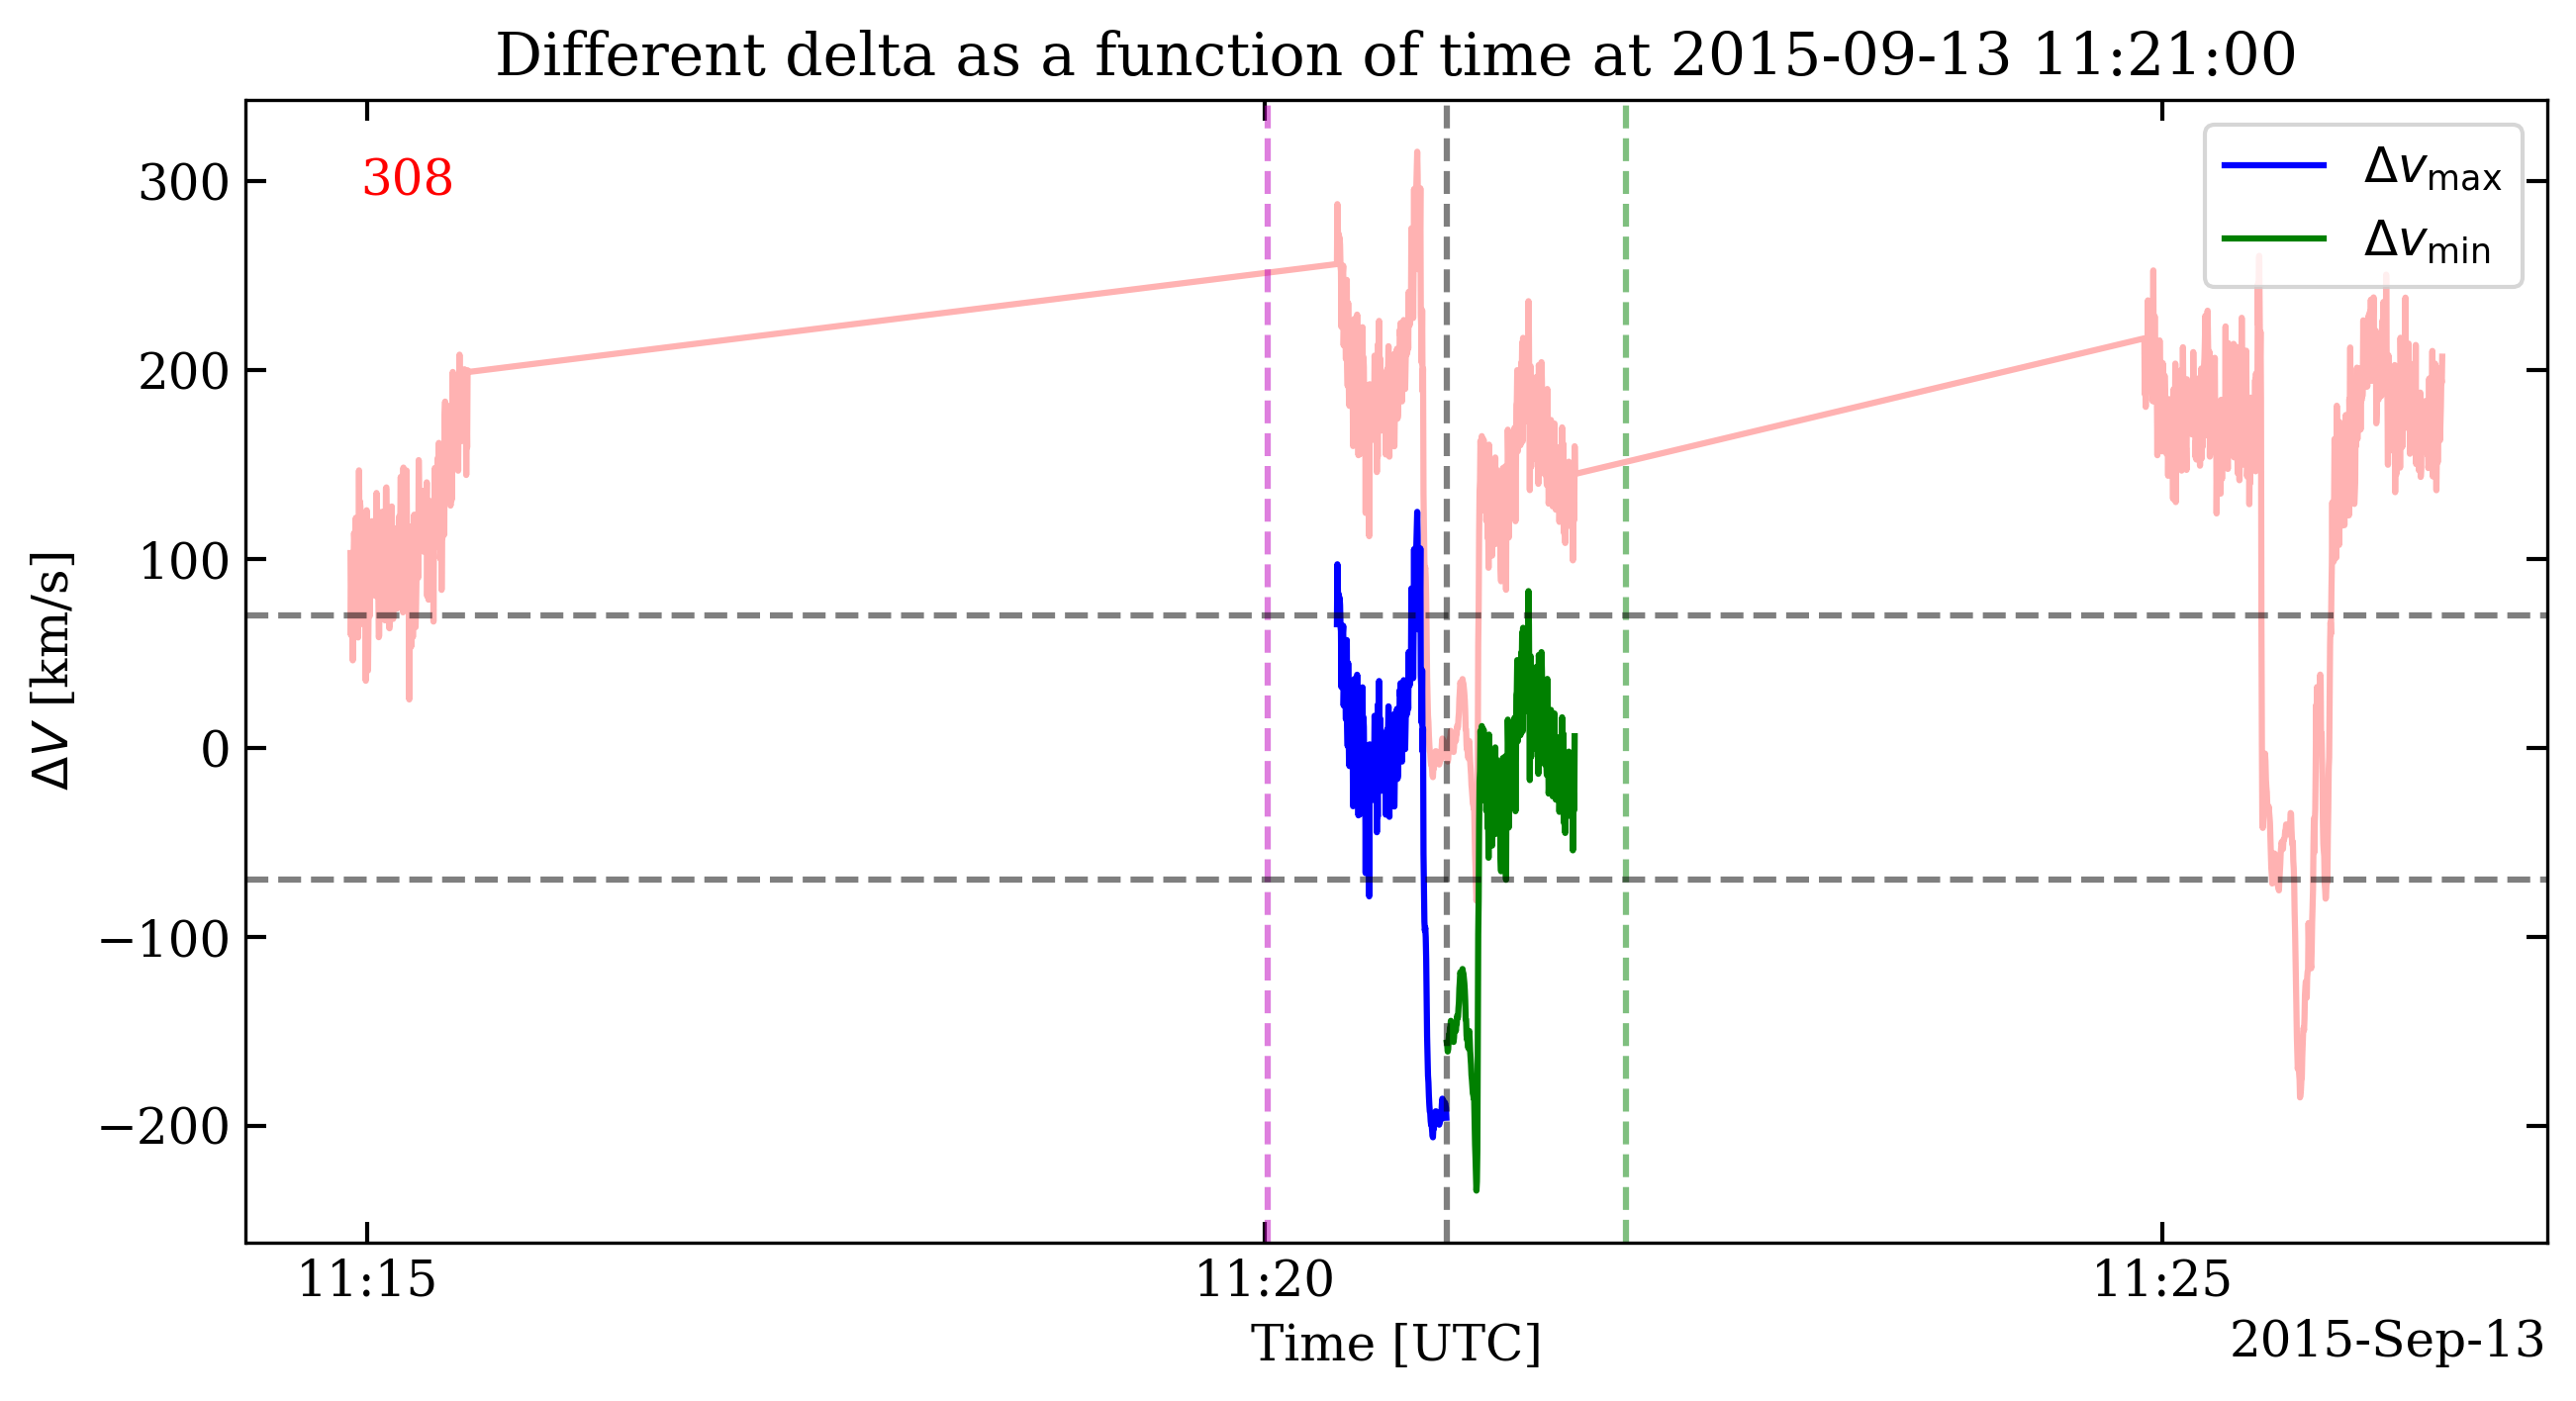 Different delta as a function of time at 2015-09-13 11:21:00
308
Δv_max
Δv_min
300
200
100
0
−100
−200
ΔV [km/s]
11:15 11:20 11:25
Time [UTC]
2015-Sep-13